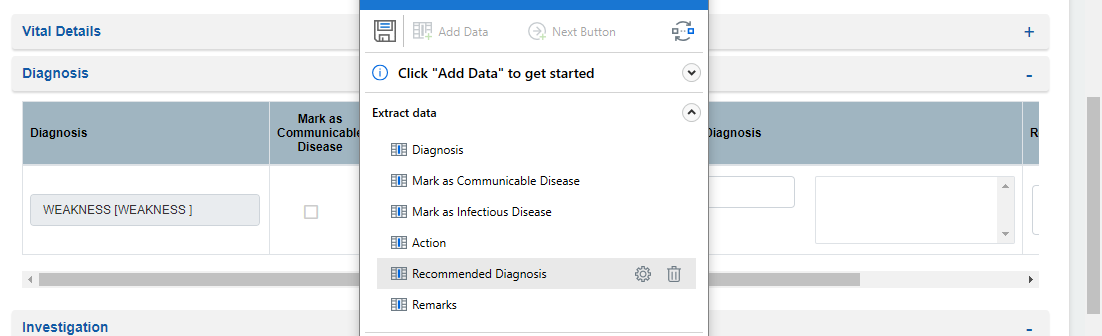 Vital Details
+
Diagnosis
-
Diagnosis
Mark as
Communicable
Disease
Diagnosis
R
WEAKNESS [WEAKNESS ]
Investigation
-
Add Data
Next Button
Click "Add Data" to get started
Extract data
Diagnosis
Mark as Communicable Disease
Mark as Infectious Disease
Action
Recommended Diagnosis
Remarks